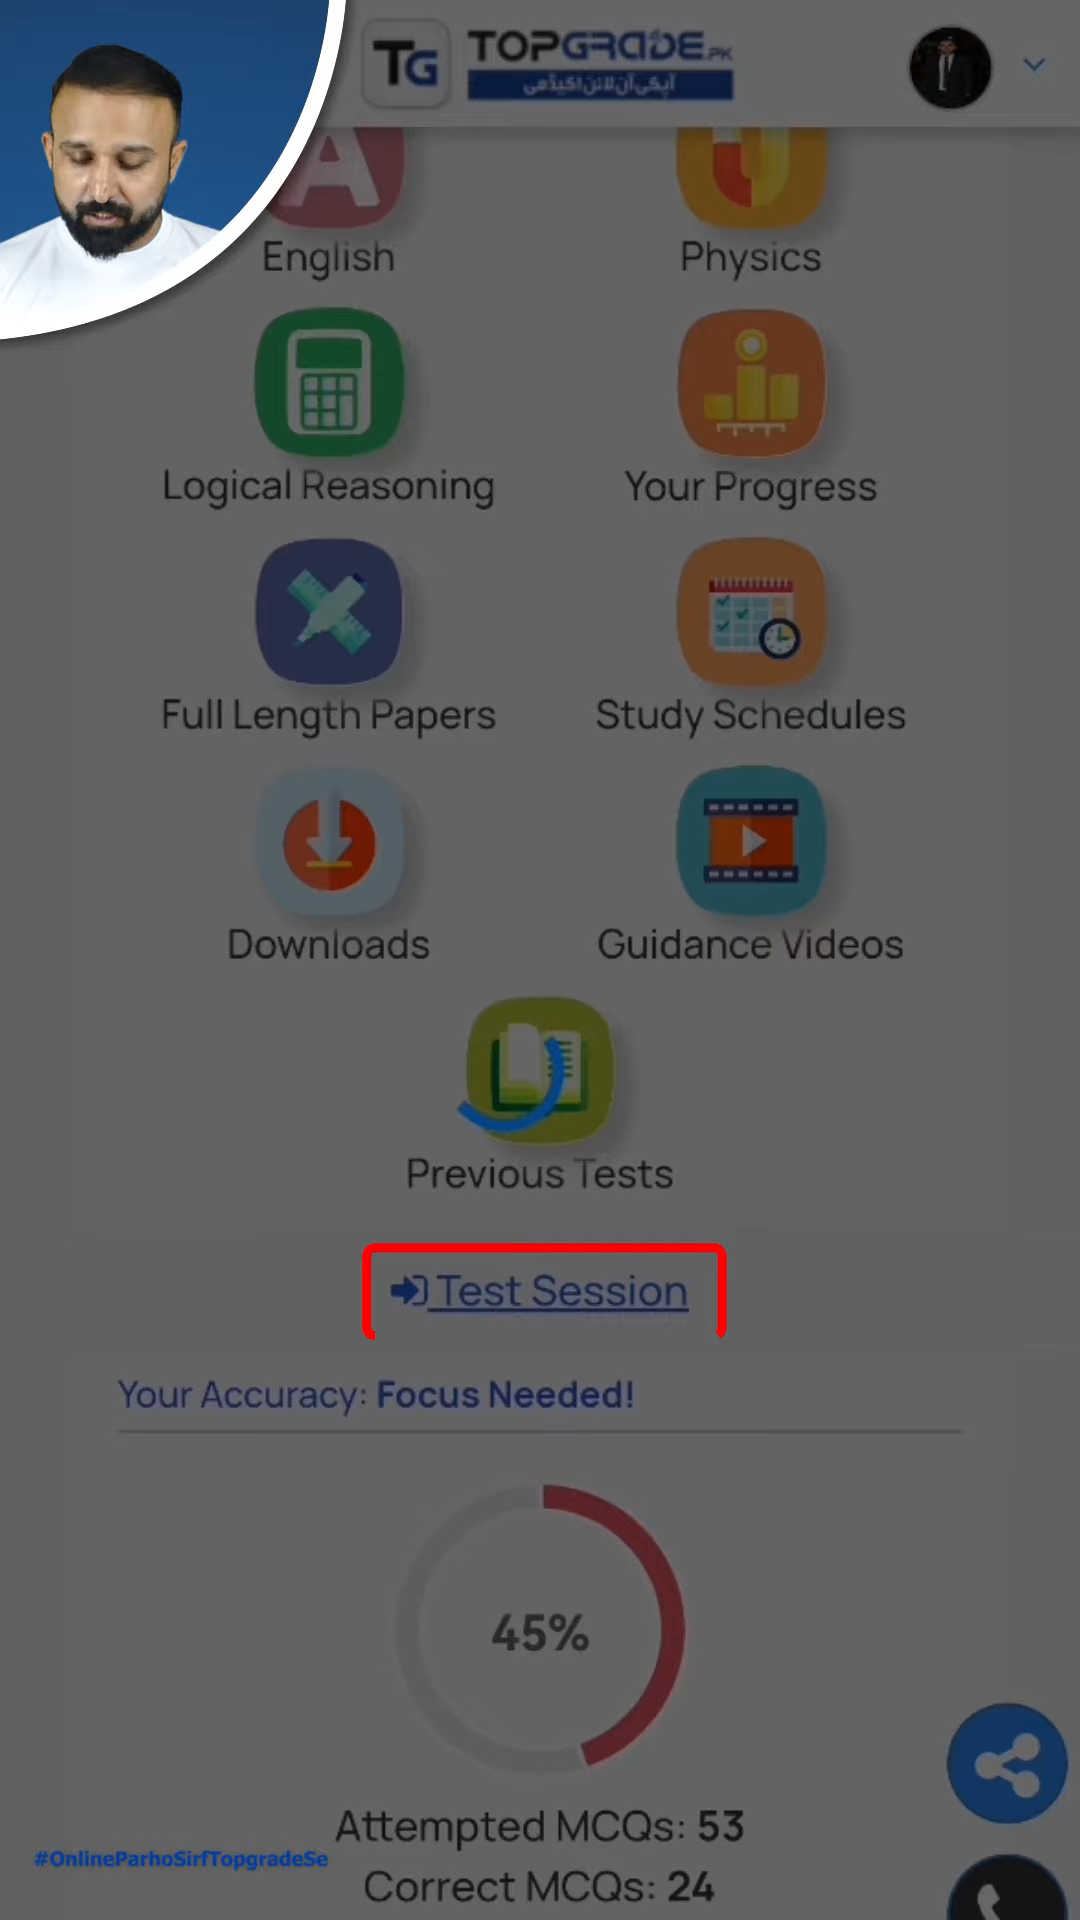 TG TOPGRADE.PK
آپکی آن لائن اکیڈمی
A
English
Physics
Logical Reasoning
Your Progress
Full Length Papers
Study Schedules
Downloads
Guidance Videos
Previous Tests
Test Session
Your Accuracy: Focus Needed!
45%
Attempted MCQs: 53
#OnlineParhoSirfTopgradeSe
Correct MCQs: 24